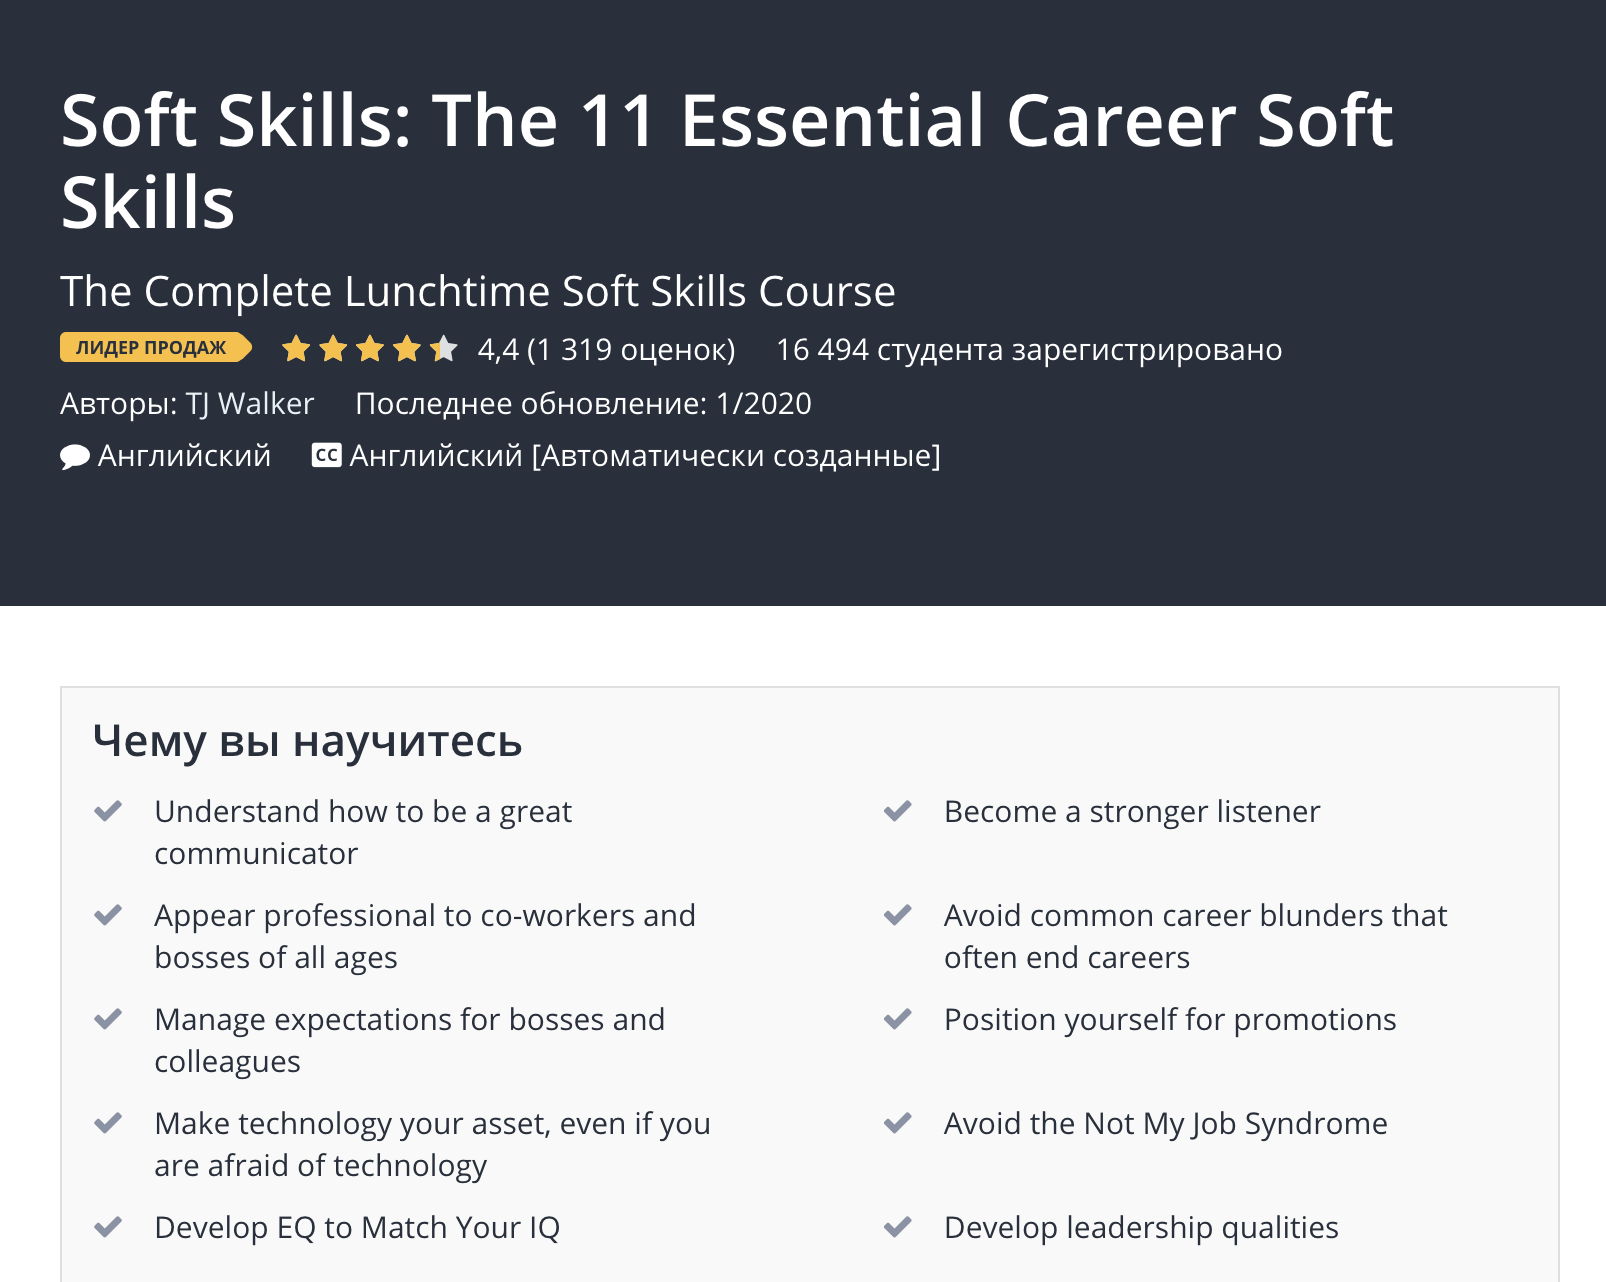 Soft Skills: The 11 Essential Career Soft
Skills
The Complete Lunchtime Soft Skills Course
ЛИДЕР ПРОДАЖ 4,4 (1 319 оценок) 16 494 студента зарегистрировано
Авторы: TJ Walker Последнее обновление: 1/2020
Английский CC Английский [Автоматически созданные]
Чему вы научитесь
Understand how to be a great
communicator
Become a stronger listener
Appear professional to co-workers and
bosses of all ages
Avoid common career blunders that
often end careers
Manage expectations for bosses and
colleagues
Position yourself for promotions
Make technology your asset, even if you
are afraid of technology
Avoid the Not My Job Syndrome
Develop EQ to Match Your IQ
Develop leadership qualities